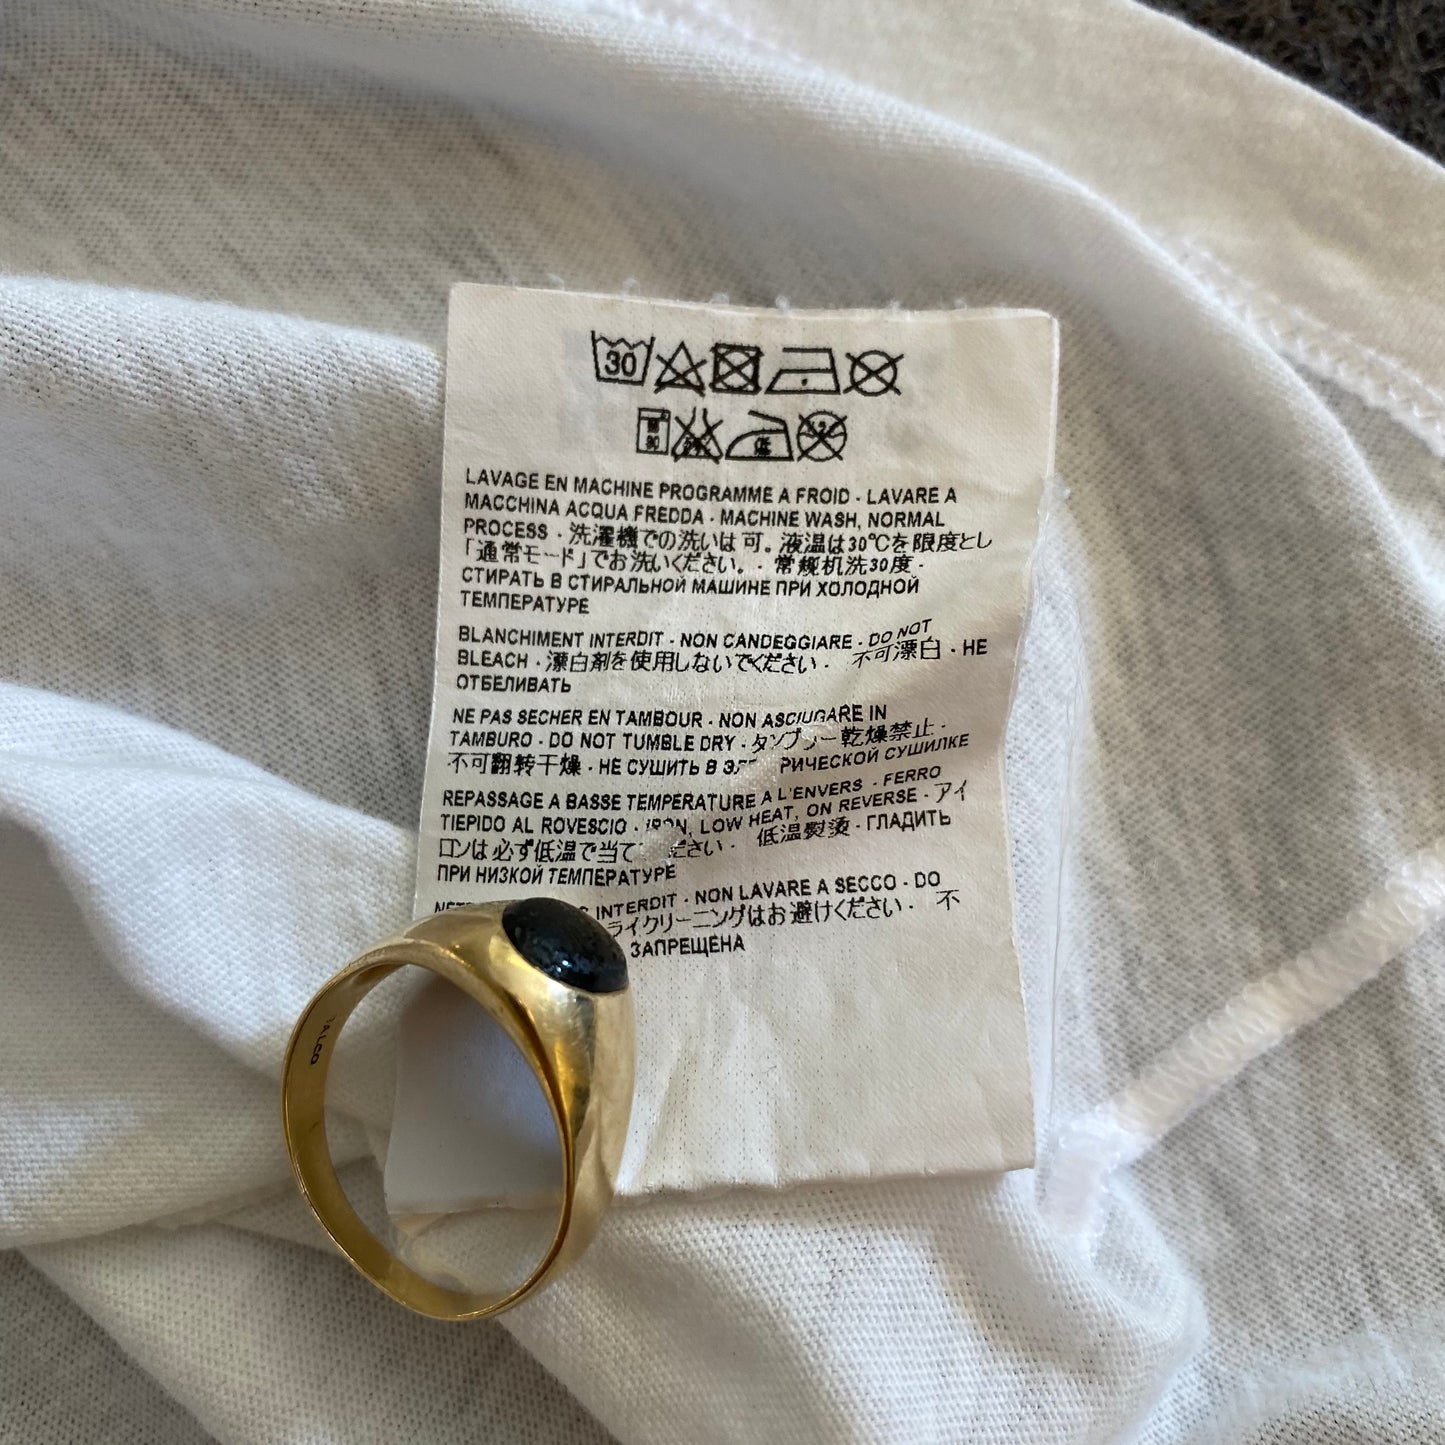 30
LAVAGE EN MACHINE PROGRAMME A FROID - LAVARE A
MACCHINA ACQUA FREDDA - MACHINE WASH, NORMAL
PROCESS - 洗濯機での洗いは可。液温は30℃を限度とし
「通常モード」でお洗いください。 - 常规机洗30度 -
СТИРАТЬ В СТИРАЛЬНОЙ МАШИНЕ ПРИ ХОЛОДНОЙ
ТЕМПЕРАТУРЕ
BLANCHIMENT INTERDIT - NON CANDEGGIARE - DO NOT
BLEACH - 漂白剤を使用しないでください - 不可漂白 - НЕ
ОТБЕЛИВАТЬ
NE PAS SECHER EN TAMBOUR - NON ASCIUGARE IN
TAMBURO - DO NOT TUMBLE DRY - タンブラー乾燥禁止 -
不可翻转干燥 - НЕ СУШИТЬ В РИЧЕСКОЙ СУШИЛКЕ
REPASSAGE A BASSE TEMPERATURE A L'ENVERS - FERRO
TIEPIDO AL ROVESCIO - IRON, LOW HEAT, ON REVERSE - アイ
ロンは必ず低温で当て ださい - 低温熨烫 - ГЛАДИТЬ
ПРИ НИЗКОЙ ТЕМПЕРАТУРЕ
INTERDIT - NON LAVARE A SECCO - DO
ライクリーニングはお避けください - 不
ЗАПРЕЩЕНА
BALCO